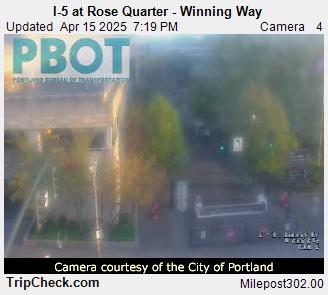 I-5 at Rose Quarter - Winning Way
Updated Apr 15 2025 7:19 PM Camera 4
PBOT
PORTLAND BUREAU OF TRANSPORTATION
Camera courtesy of the City of Portland
TripCheck.com Milepost302.00